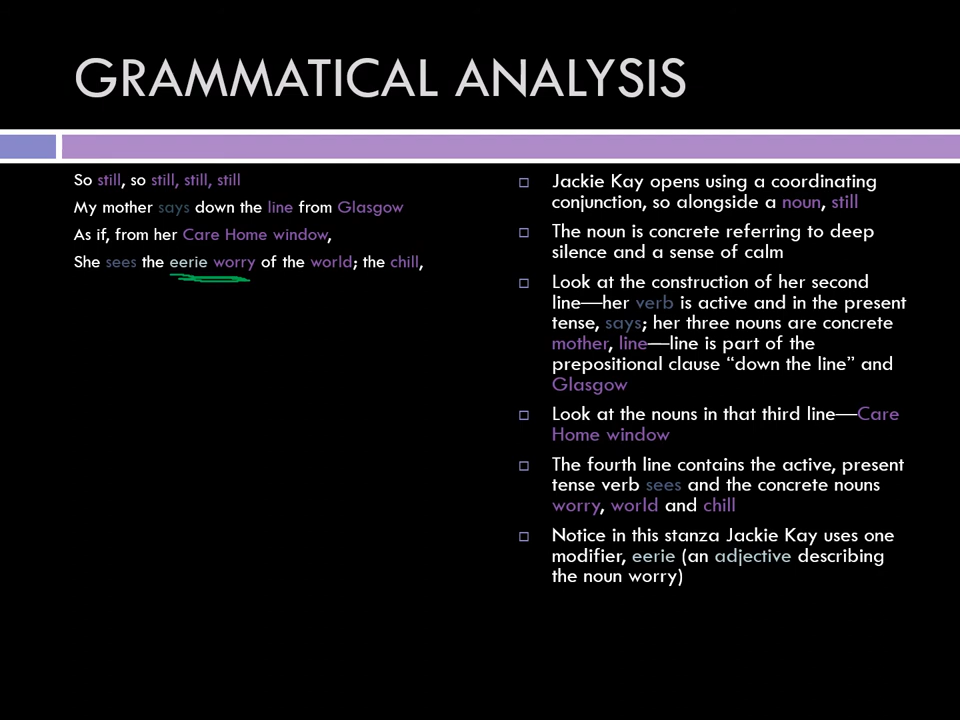 GRAMMATICAL ANALYSIS
So still, so still, still, still
My mother says down the line from Glasgow
As if, from her Care Home window,
She sees the eerie worry of the world; the chill,
Jackie Kay opens using a coordinating
conjunction, so alongside a noun, still
The noun is concrete referring to deep
silence and a sense of calm
Look at the construction of her second
line—her verb is active and in the present
tense, says; her three nouns are concrete
mother, line—line is part of the
prepositional clause “down the line” and
Glasgow
Look at the nouns in that third line—Care
Home window
The fourth line contains the active, present
tense verb sees and the concrete nouns
worry, world and chill
Notice in this stanza Jackie Kay uses one
modifier, eerie (an adjective describing
the noun worry)